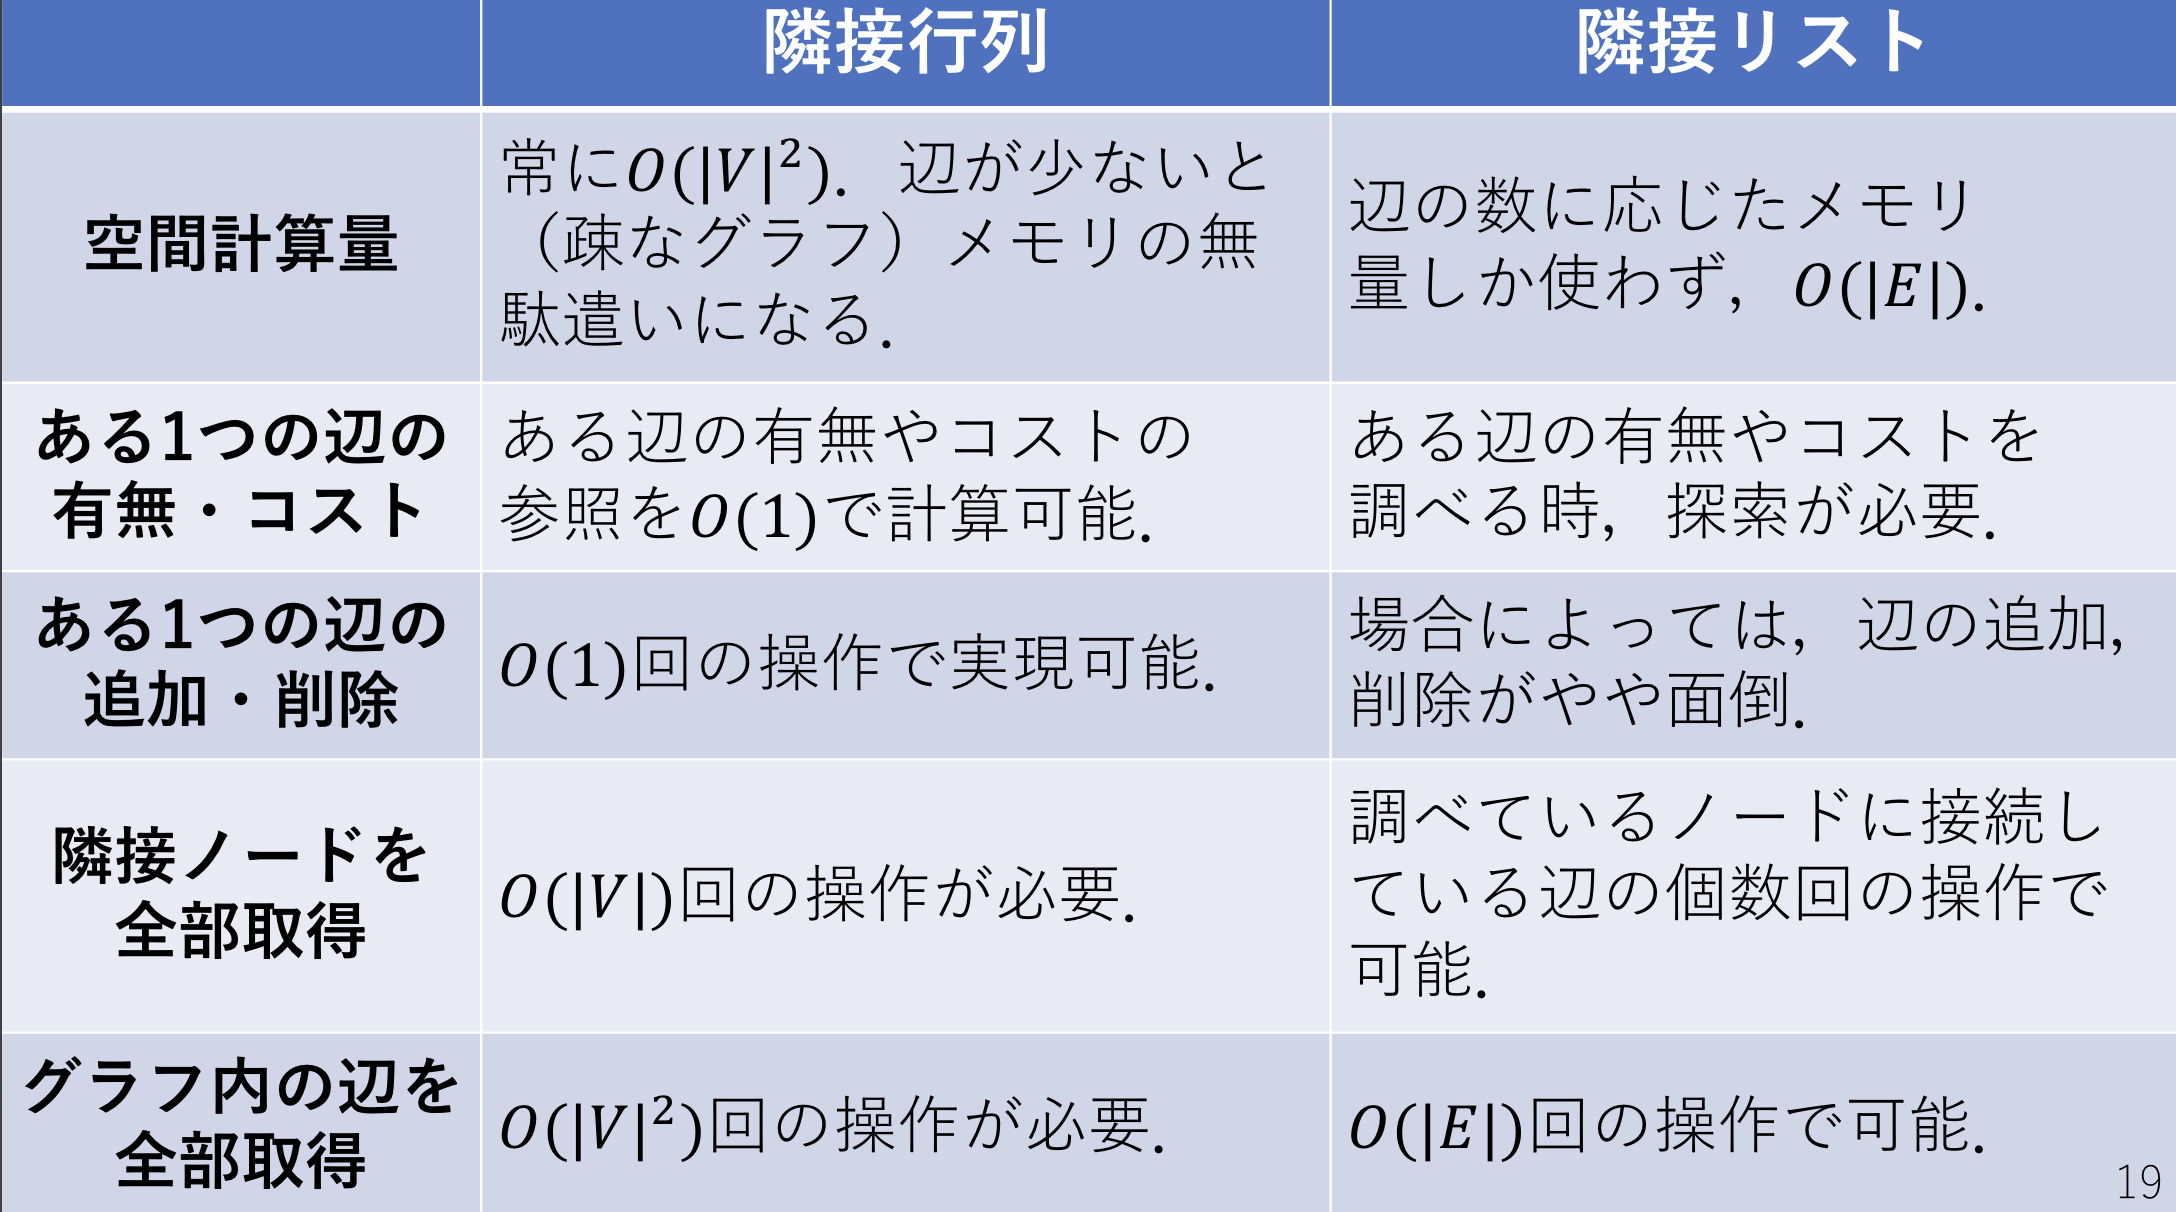 隣接行列
隣接リスト
空間計算量
常にO(|V|²). 辺が少ないと
（疎なグラフ）メモリの無
駄遣いになる.
辺の数に応じたメモリ
量しか使わず, O(|E|).
ある1つの辺の
有無・コスト
ある辺の有無やコストの
参照をO(1)で計算可能.
ある辺の有無やコストを
調べる時, 探索が必要.
ある1つの辺の
追加・削除
O(1)回の操作で実現可能.
場合によっては, 辺の追加,
削除がやや面倒.
隣接ノードを
全部取得
O(|V|)回の操作が必要.
調べているノードに接続し
ている辺の個数回の操作で
可能.
グラフ内の辺を
全部取得
O(|V|²)回の操作が必要.
O(|E|)回の操作で可能.
19